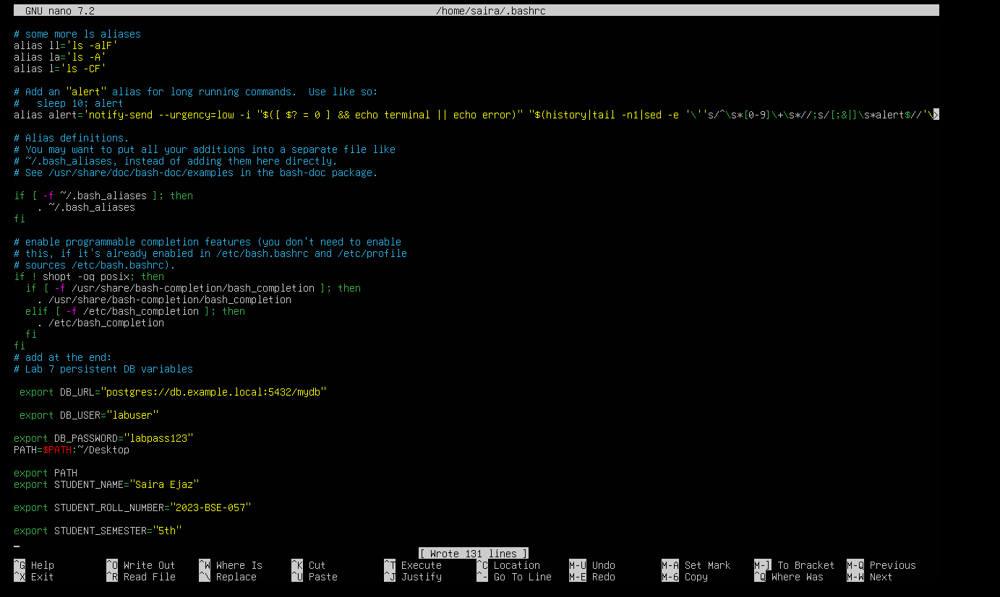 GNU nano 7.2 /home/saira/.bashrc
# some more ls aliases
alias ll='ls -alF'
alias la='ls -A'
alias l='ls -CF'
# Add an "alert" alias for long running commands.  Use like so:
#   sleep 10; alert
alias alert='notify-send --urgency=low -i "$([ $? = 0 ] && echo terminal || echo error)" "$(history|tail -n1|sed -e '\''s/^\s*[0-9]\+\s*//;s/[;&|]\s*alert$//'\>
# Alias definitions.
# You may want to put all your additions into a separate file like
# ~/.bash_aliases, instead of adding them here directly.
# See /usr/share/doc/bash-doc/examples in the bash-doc package.
if [ -f ~/.bash_aliases ]; then
    . ~/.bash_aliases
fi
# enable programmable completion features (you don't need to enable
# this, if it's already enabled in /etc/bash.bashrc and /etc/profile
# sources /etc/bash.bashrc).
if ! shopt -oq posix; then
  if [ -f /usr/share/bash-completion/bash_completion ]; then
    . /usr/share/bash-completion/bash_completion
  elif [ -f /etc/bash_completion ]; then
    . /etc/bash_completion
  fi
fi
# add at the end:
# Lab 7 persistent DB variables
 export DB_URL="postgres://db.example.local:5432/mydb"
 export DB_USER="labuser"
export DB_PASSWORD="labpass123"
PATH=$PATH:~/Desktop
export PATH
export STUDENT_NAME="Saira Ejaz"
export STUDENT_ROLL_NUMBER="2023-BSE-057"
export STUDENT_SEMESTER="5th"
[ Wrote 131 lines ]
^G Help ^O Write Out ^W Where Is ^K Cut ^T Execute ^C Location M-U Undo M-A Set Mark M-] To Bracket M-Q Previous
^X Exit ^R Read File ^\ Replace ^U Paste ^J Justify ^- Go To Line M-E Redo M-6 Copy ^Q Where Was M-W Next